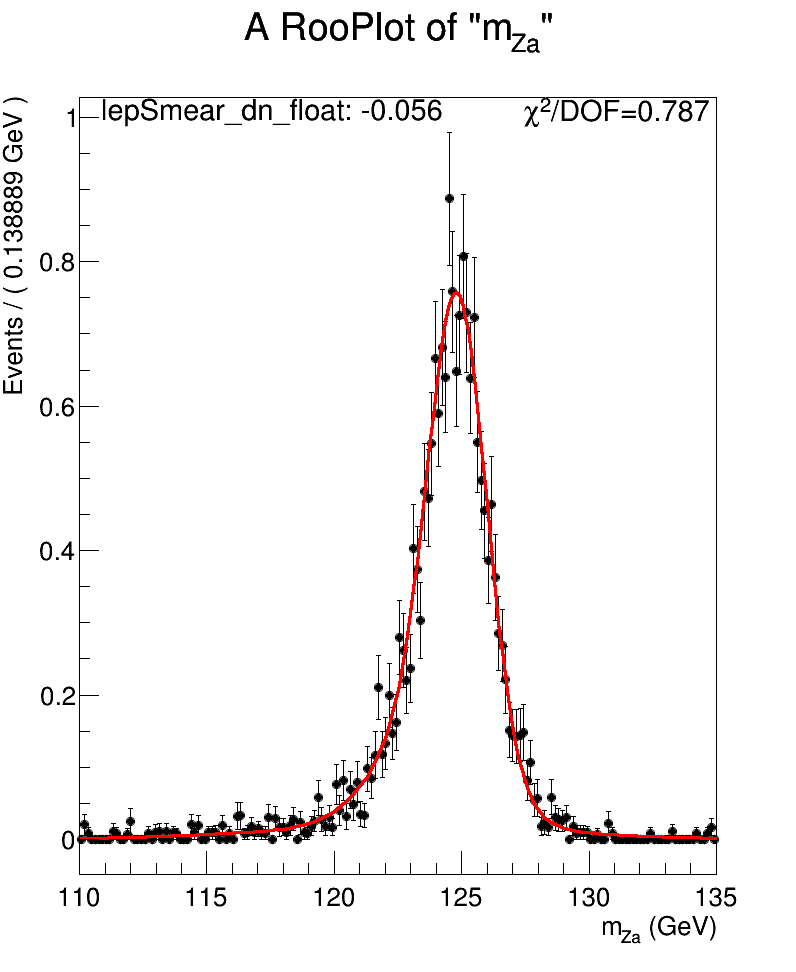 A RooPlot of "m_Za"
lepSmear_dn_float: -0.056
χ²/DOF=0.787
Events / ( 0.138889 GeV )
1
0.8
0.6
0.4
0.2
0
110 115 120 125 130 135
m_Za (GeV)